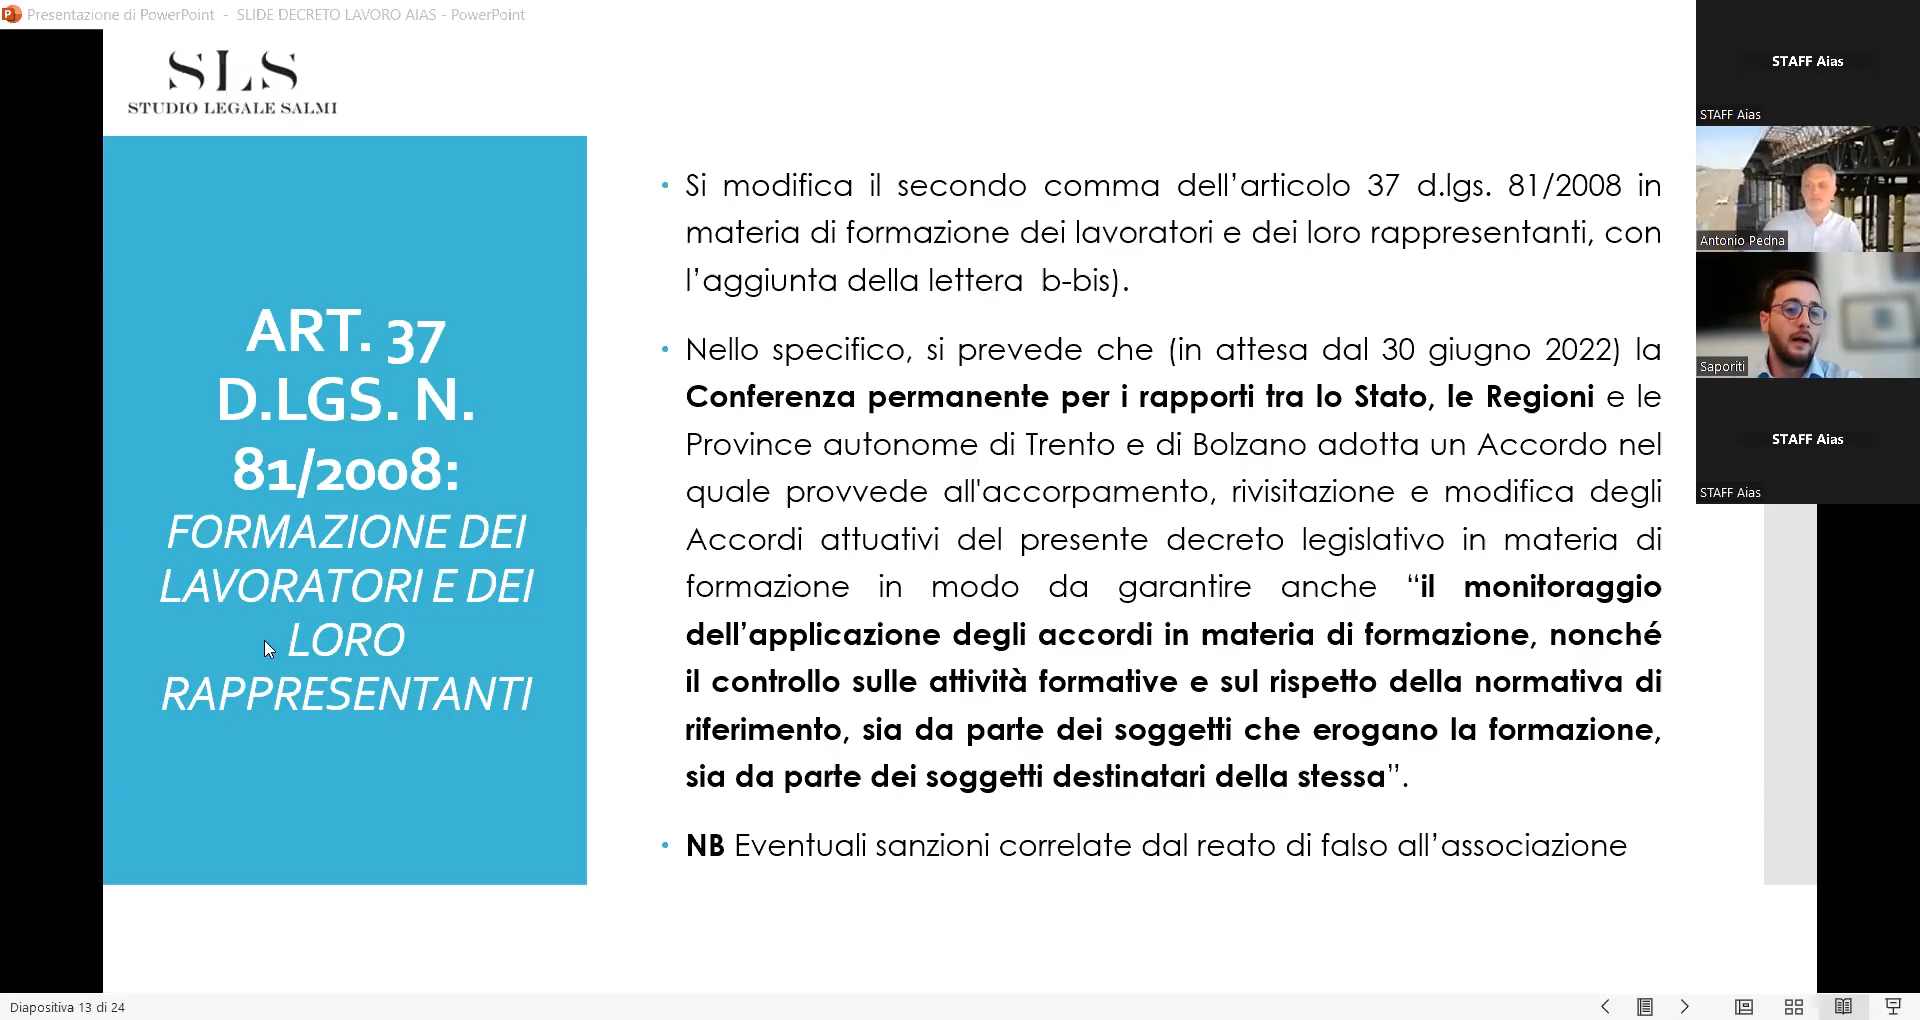 Presentazione di PowerPoint - SLIDE DECRETO LAVORO AIAS - PowerPoint
SLS
STUDIO LEGALE SALMI
ART. 37
D.LGS. N.
81/2008:
FORMAZIONE DEI
LAVORATORI E DEI
LORO
RAPPRESENTANTI
• Si modifica il secondo comma dell’articolo 37 d.lgs. 81/2008 in
materia di formazione dei lavoratori e dei loro rappresentanti, con
l’aggiunta della lettera b-bis).
• Nello specifico, si prevede che (in attesa dal 30 giugno 2022) la
Conferenza permanente per i rapporti tra lo Stato, le Regioni e le
Province autonome di Trento e di Bolzano adotta un Accordo nel
quale provvede all'accorpamento, rivisitazione e modifica degli
Accordi attuativi del presente decreto legislativo in materia di
formazione in modo da garantire anche “il monitoraggio
dell’applicazione degli accordi in materia di formazione, nonché
il controllo sulle attività formative e sul rispetto della normativa di
riferimento, sia da parte dei soggetti che erogano la formazione,
sia da parte dei soggetti destinatari della stessa”.
• NB Eventuali sanzioni correlate dal reato di falso all’associazione
STAFF Aias
STAFF Aias
Antonio Pedna
Saporiti
STAFF Aias
STAFF Aias
Diapositiva 13 di 24